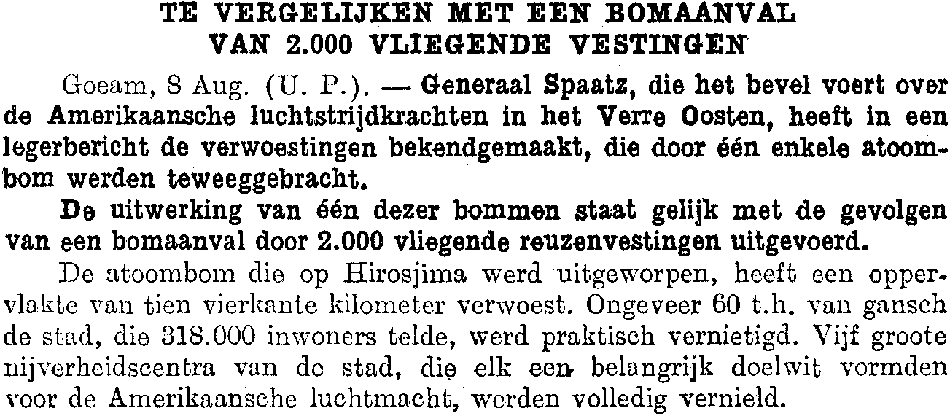 TE VERGELIJKEN MET EEN BOMAANVAL
VAN 2.000 VLIEGENDE VESTINGEN
Goeam, 8 Aug. (U. P.). — Generaal Spaatz, die het bevel voert over
de Amerikaansche luchtstrijdkrachten in het Verre Oosten, heeft in een
legerbericht de verwoestingen bekendgemaakt, die door één enkele atoom-
bom werden teweeggebracht.
De uitwerking van één dezer bommen staat gelijk met de gevolgen
van een bomaanval door 2.000 vliegende reuzenvestingen uitgevoerd.
De atoombom die op Hirosjima werd uitgeworpen, heeft een opper-
vlakte van tien vierkante kilometer verwoest. Ongeveer 60 t.h. van gansch
de stad, die 318.000 inwoners telde, werd praktisch vernietigd. Vijf groote
nijverheidscentra van de stad, die elk een belangrijk doelwit vormden
voor de Amerikaansche luchtmacht, werden volledig vernield.